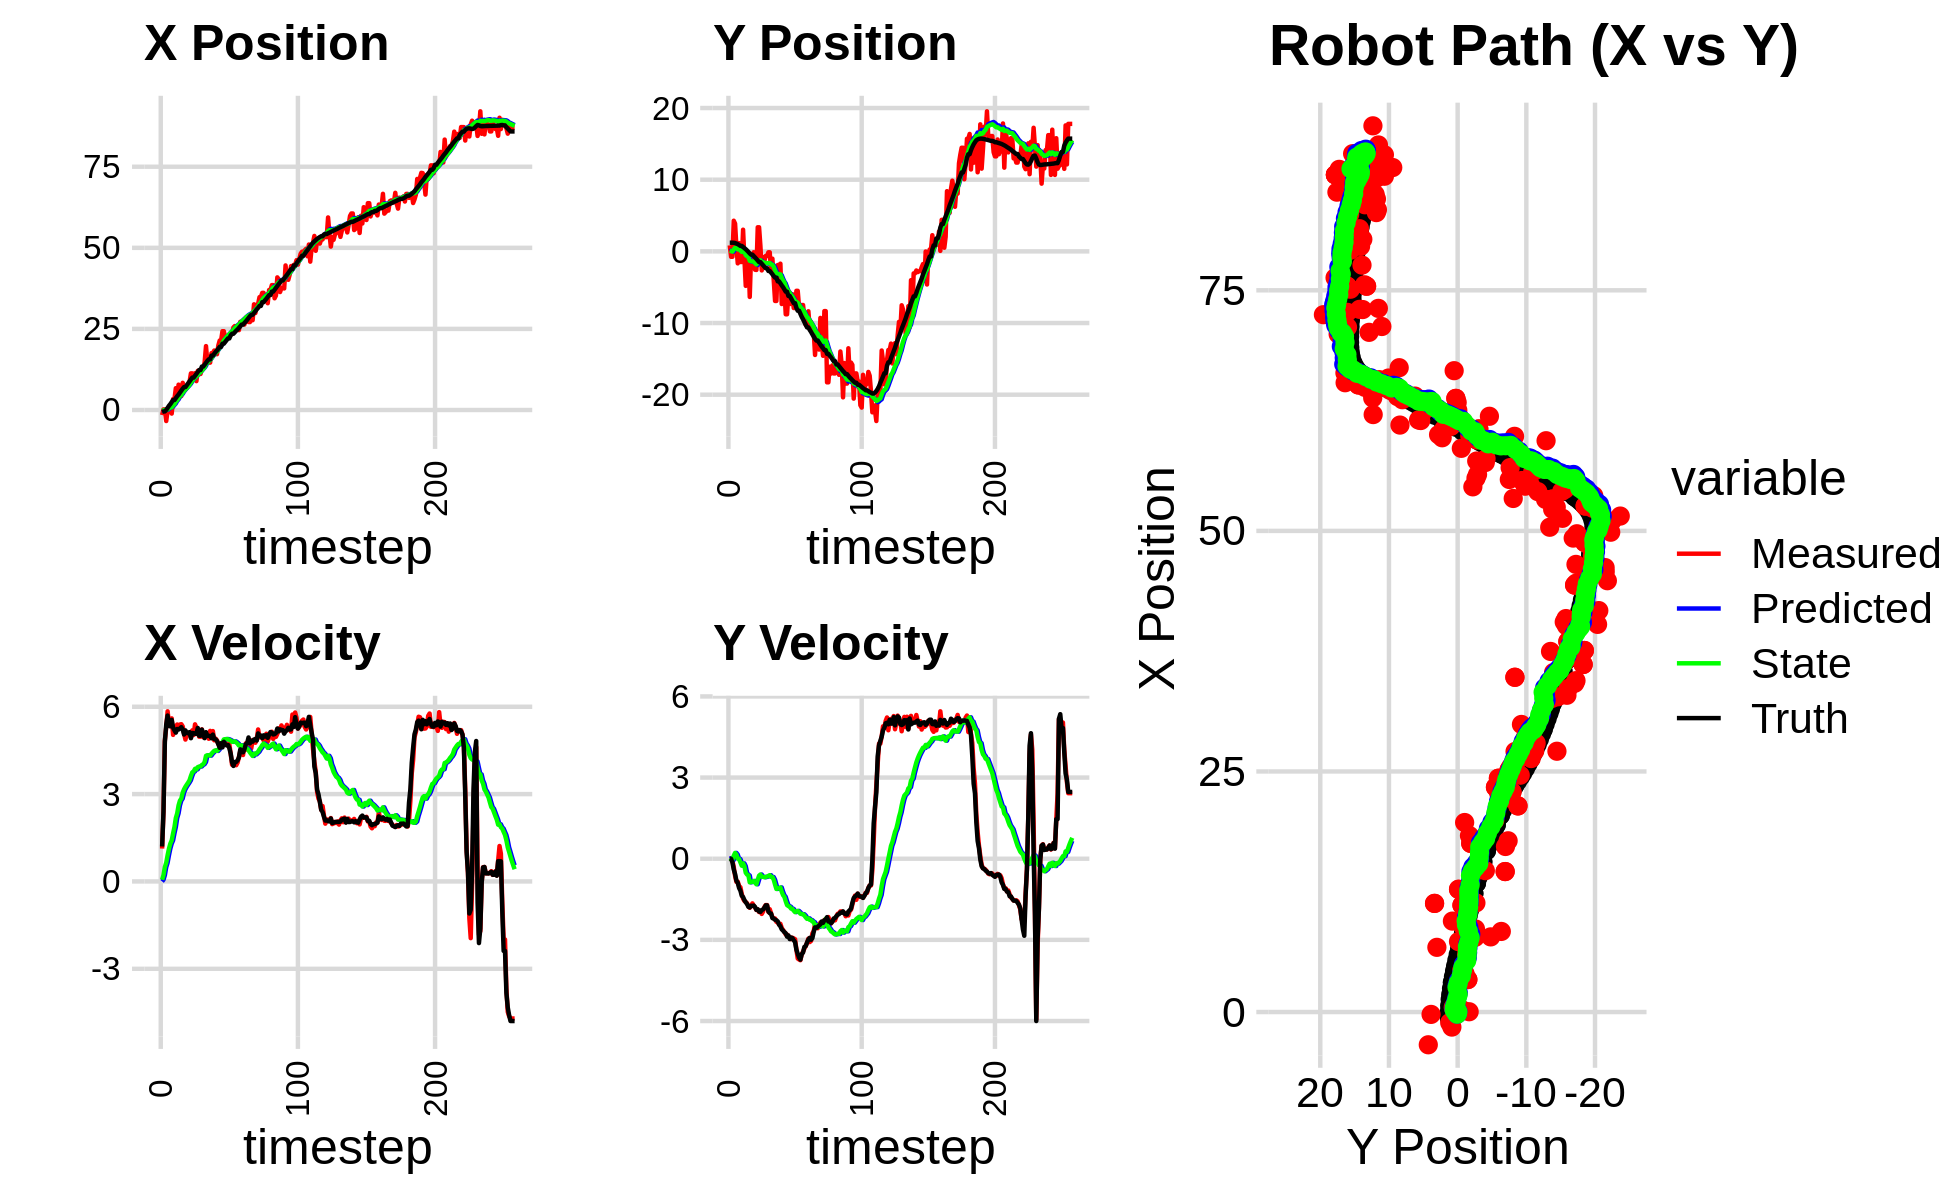 X Position
75
50
25
0
0
100
200
timestep
Y Position
20
10
0
-10
-20
0
100
200
timestep
X Velocity
6
3
0
-3
0
100
200
timestep
Y Velocity
6
3
0
-3
-6
0
100
200
timestep
Robot Path (X vs Y)
X Position
75
50
25
0
20 10 0 -10 -20
Y Position
variable
Measured
Predicted
State
Truth